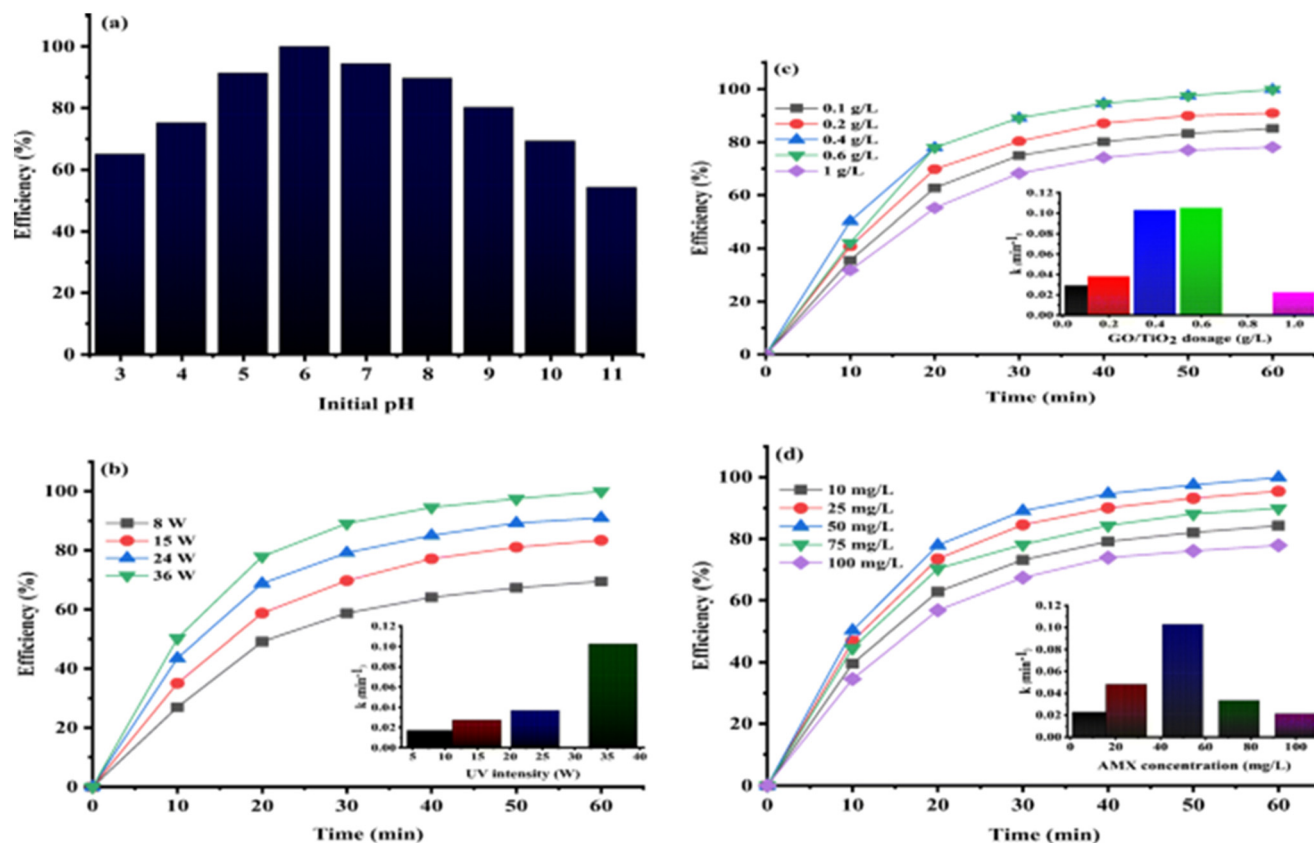 (a)
Efficiency (%)
100
80
60
40
20
0
3 4 5 6 7 8 9 10 11
Initial pH
(b)
8 W
15 W
24 W
36 W
Efficiency (%)
100
80
60
40
20
0
0 10 20 30 40 50 60
Time (min)
k (min-1)
0.12
0.10
0.08
0.06
0.04
0.02
0.00
5 10 15 20 25 30 35 40
UV intensity (W)
(c)
0.1 g/L
0.2 g/L
0.4 g/L
0.6 g/L
1 g/L
Efficiency (%)
100
80
60
40
20
0
0 10 20 30 40 50 60
Time (min)
k (min-1)
0.12
0.10
0.08
0.06
0.04
0.02
0.00
0.0 0.2 0.4 0.6 0.8 1.0
GO/TiO2 dosage (g/L)
(d)
10 mg/L
25 mg/L
50 mg/L
75 mg/L
100 mg/L
Efficiency (%)
100
80
60
40
20
0
0 10 20 30 40 50 60
Time (min)
k (min-1)
0.12
0.10
0.08
0.06
0.04
0.02
0.00
0 20 40 60 80 100
AMX concentration (mg/L)